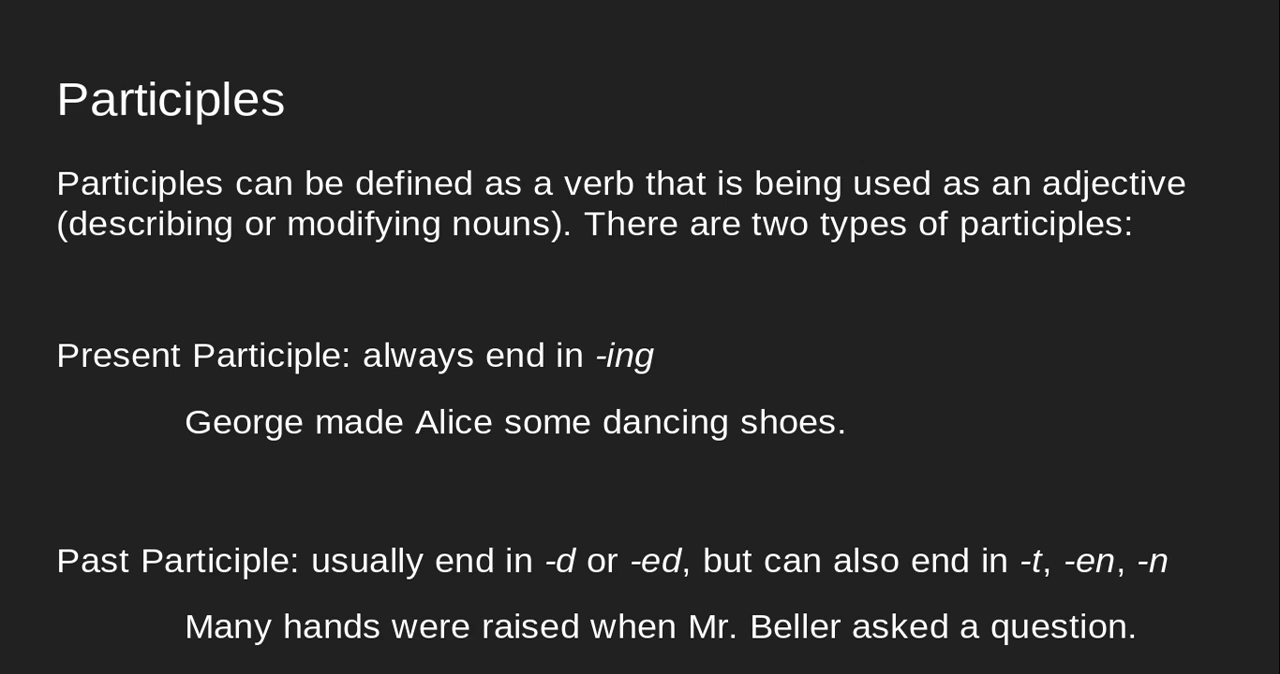 Participles
Participles can be defined as a verb that is being used as an adjective
(describing or modifying nouns). There are two types of participles:
Present Participle: always end in -ing
George made Alice some dancing shoes.
Past Participle: usually end in -d or -ed, but can also end in -t, -en, -n
Many hands were raised when Mr. Beller asked a question.